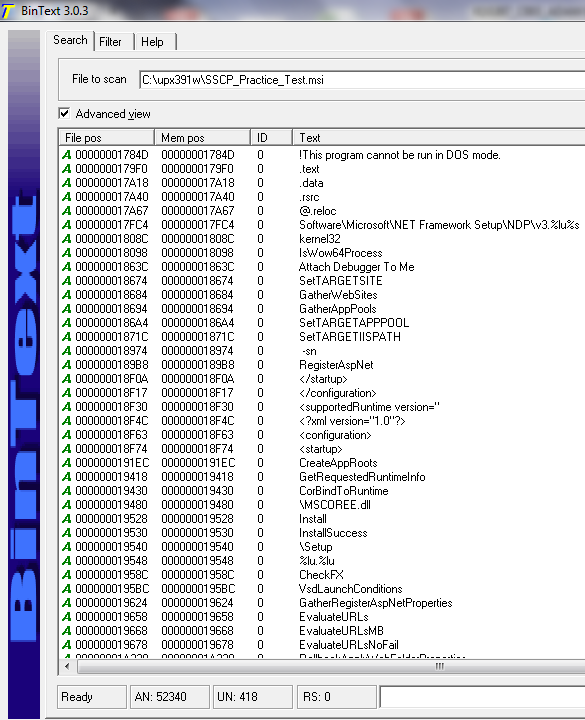 BinText 3.0.3
Search Filter Help
File to scan C:\upx391w\SSCP_Practice_Test.msi
Advanced view
File pos Mem pos ID Text
A 00000001784D 00000001784D 0 !This program cannot be run in DOS mode.
A 0000000179F0 0000000179F0 0 .text
A 000000017A18 000000017A18 0 .data
A 000000017A40 000000017A40 0 .rsrc
A 000000017A67 000000017A67 0 @.reloc
A 000000017FC4 000000017FC4 0 Software\Microsoft\NET Framework Setup\NDP\v3.%lu%s
A 00000001808C 00000001808C 0 kernel32
A 000000018098 000000018098 0 IsWow64Process
A 00000001863C 00000001863C 0 Attach Debugger To Me
A 000000018674 000000018674 0 SetTARGETSITE
A 000000018684 000000018684 0 GatherWebSites
A 000000018694 000000018694 0 GatherAppPools
A 0000000186A4 0000000186A4 0 SetTARGETAPPPOOL
A 00000001871C 00000001871C 0 SetTARGETIISPATH
A 000000018974 000000018974 0 -sn
A 0000000189B8 0000000189B8 0 RegisterAspNet
A 000000018F0A 000000018F0A 0 </startup>
A 000000018F17 000000018F17 0 </configuration>
A 000000018F30 000000018F30 0 <supportedRuntime version="
A 000000018F4C 000000018F4C 0 <?xml version="1.0"?>
A 000000018F63 000000018F63 0 <configuration>
A 000000018F74 000000018F74 0 <startup>
A 0000000191EC 0000000191EC 0 CreateAppRoots
A 000000019418 000000019418 0 GetRequestedRuntimeInfo
A 000000019430 000000019430 0 CorBindToRuntime
A 000000019480 000000019480 0 \MSCOREE.dll
A 000000019528 000000019528 0 Install
A 000000019530 000000019530 0 InstallSuccess
A 000000019540 000000019540 0 \Setup
A 000000019548 000000019548 0 %lu.%lu
A 00000001958C 00000001958C 0 CheckFX
A 0000000195BC 0000000195BC 0 VsdLaunchConditions
A 000000019624 000000019624 0 GatherRegisterAspNetProperties
A 000000019658 000000019658 0 EvaluateURLs
A 000000019668 000000019668 0 EvaluateURLsMB
A 000000019678 000000019678 0 EvaluateURLsNoFail
BinText
Ready AN: 52340 UN: 418 RS: 0